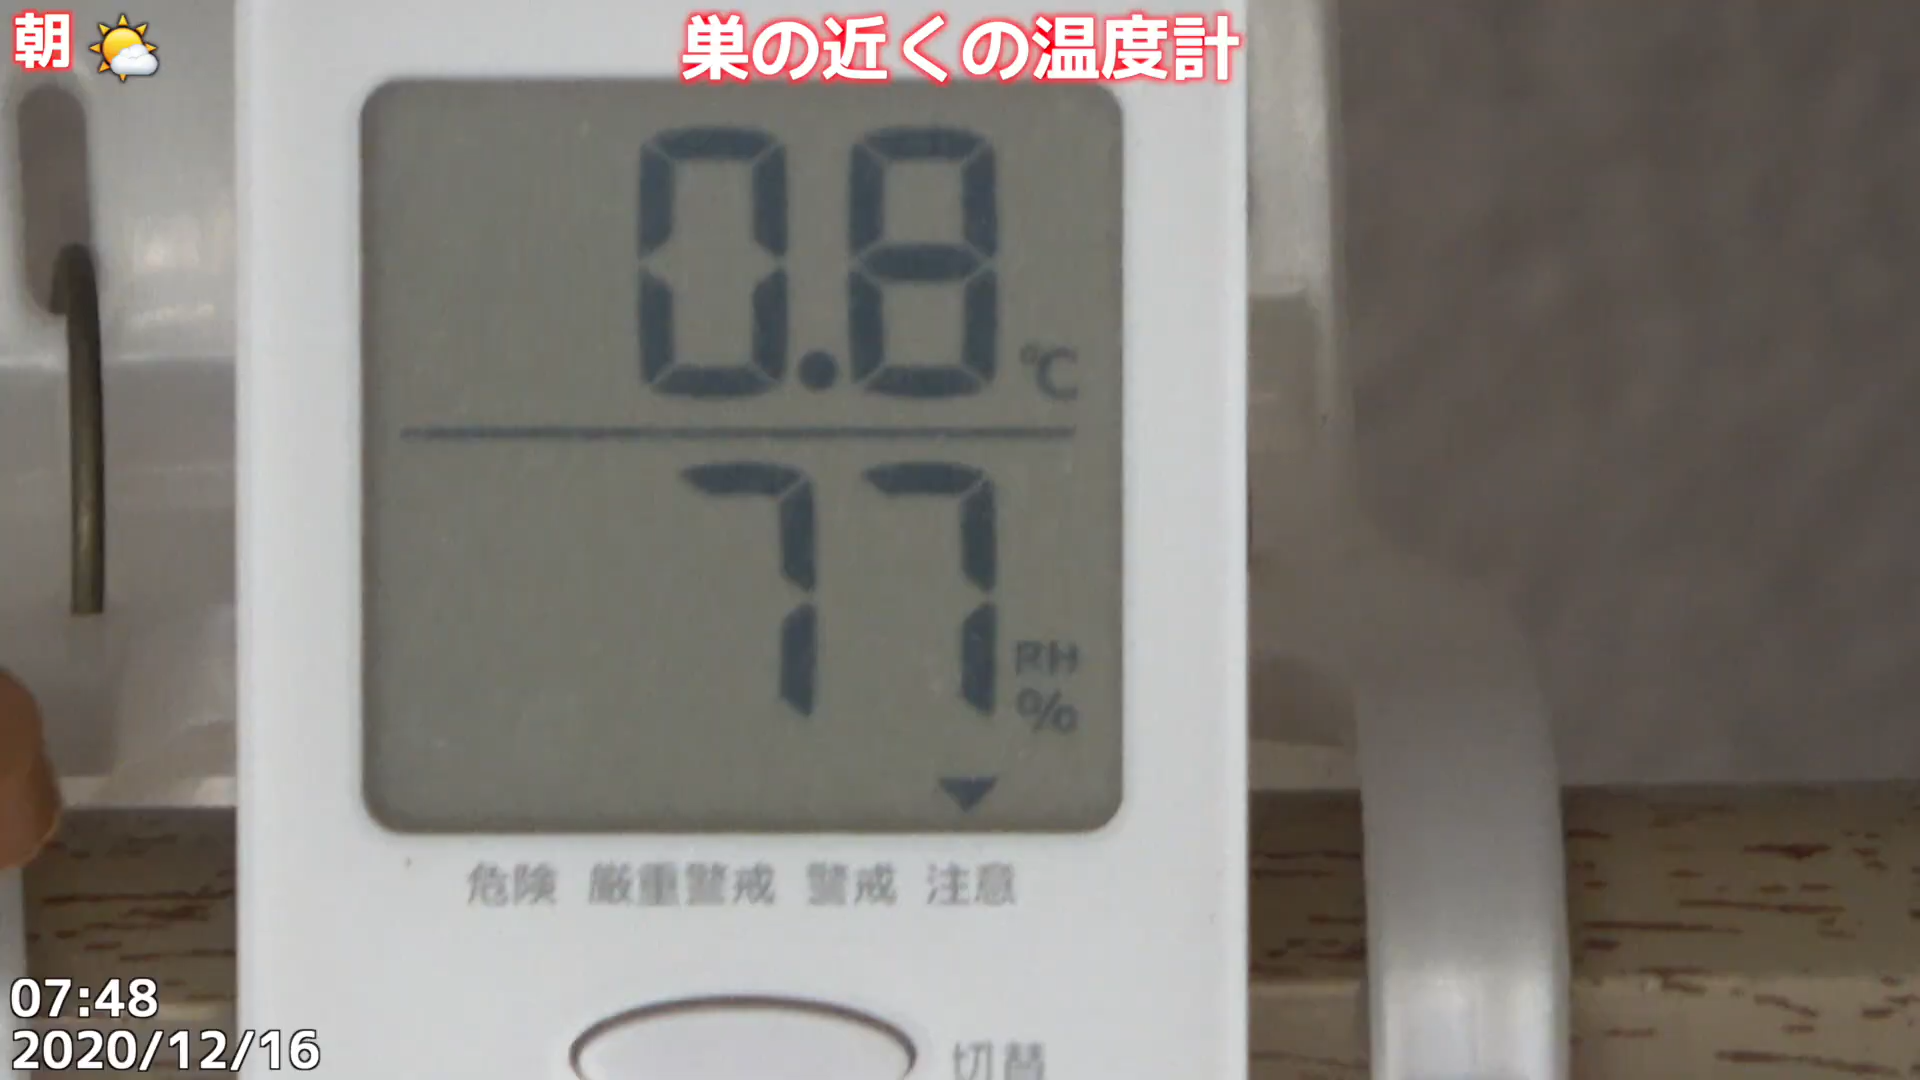 朝
巣の近くの温度計
0.8 ℃
77 RH %
危険 厳重警戒 警戒 注意
切替
07:48
2020/12/16